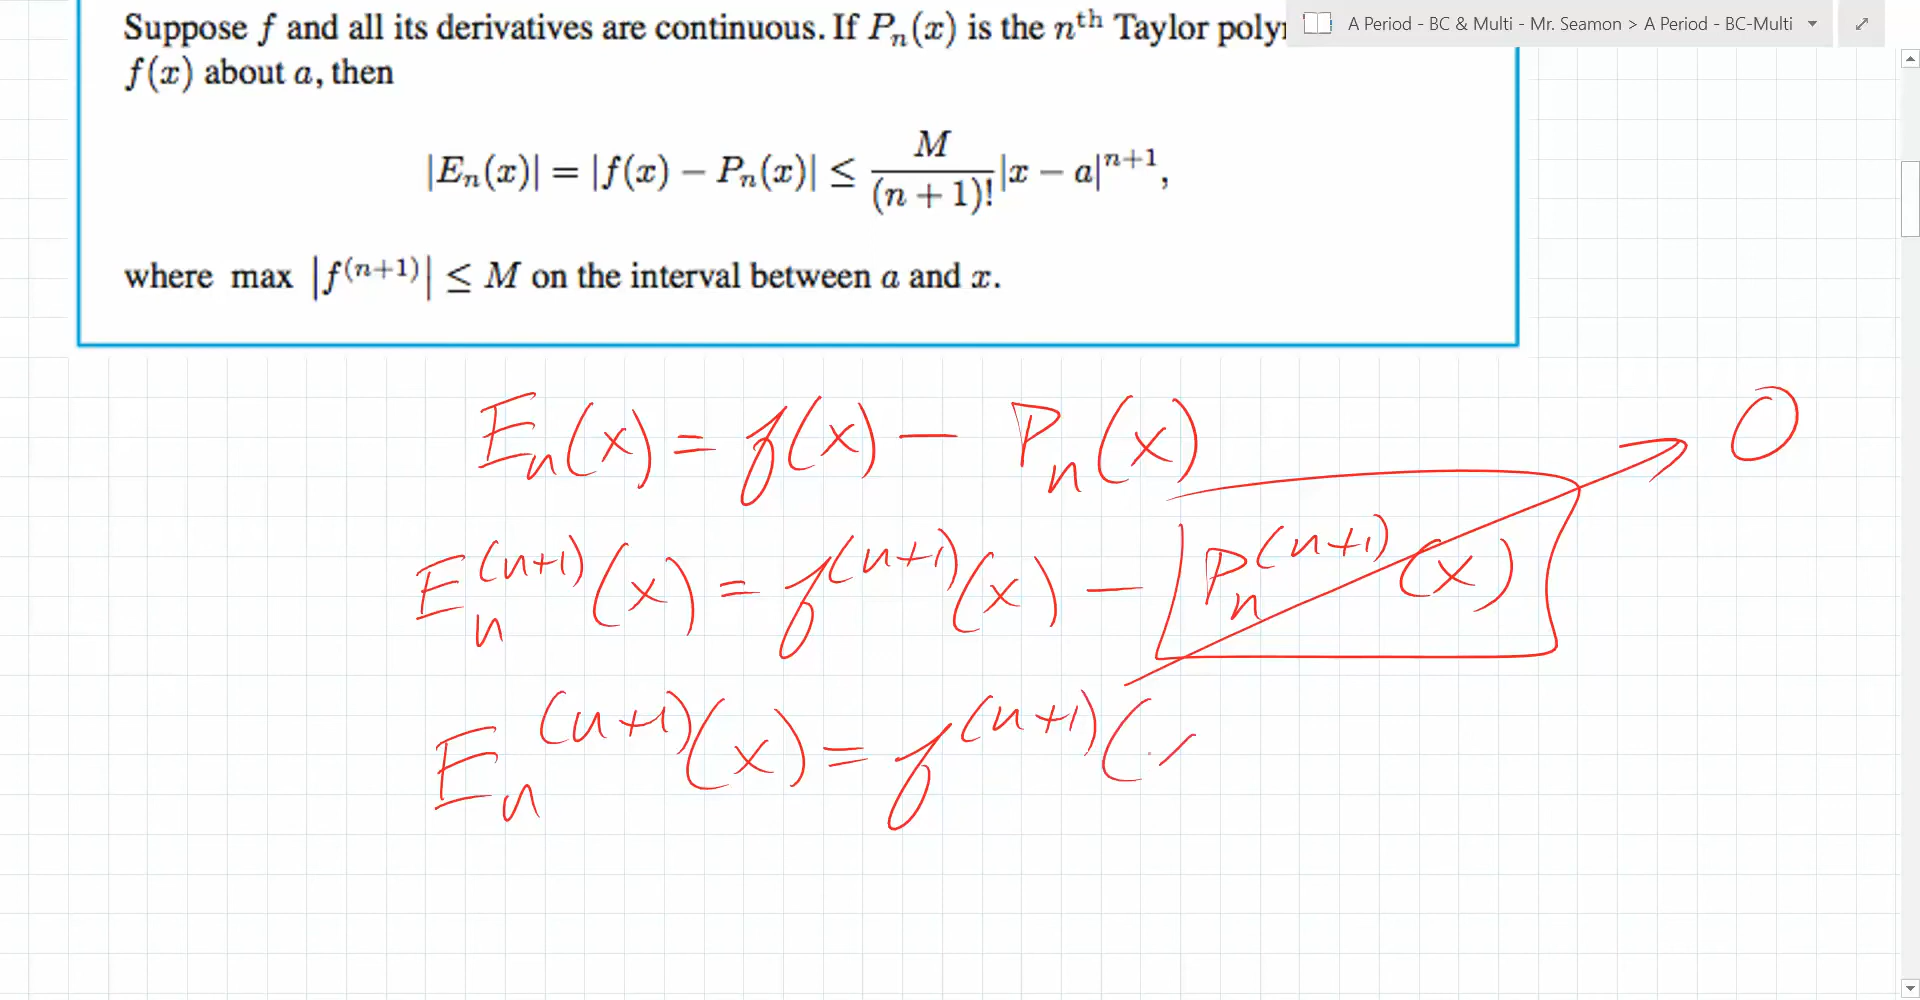 Suppose f and all its derivatives are continuous. If Pₙ(x) is the nᵗʰ Taylor
f(x) about a, then
|Eₙ(x)| = |f(x) − Pₙ(x)| ≤ M/(n + 1)! |x − a|ⁿ⁺¹,
where max |f⁽ⁿ⁺¹⁾| ≤ M on the interval between a and x.
A Period - BC & Multi - Mr. Seamon > A Period - BC-Multi
Eₙ(x) = f(x) − Pₙ(x)
0
Eₙ⁽ⁿ⁺¹⁾(x) = f⁽ⁿ⁺¹⁾(x) − Pₙ⁽ⁿ⁺¹⁾(x)
Eₙ⁽ⁿ⁺¹⁾(x) = f⁽ⁿ⁺¹⁾(